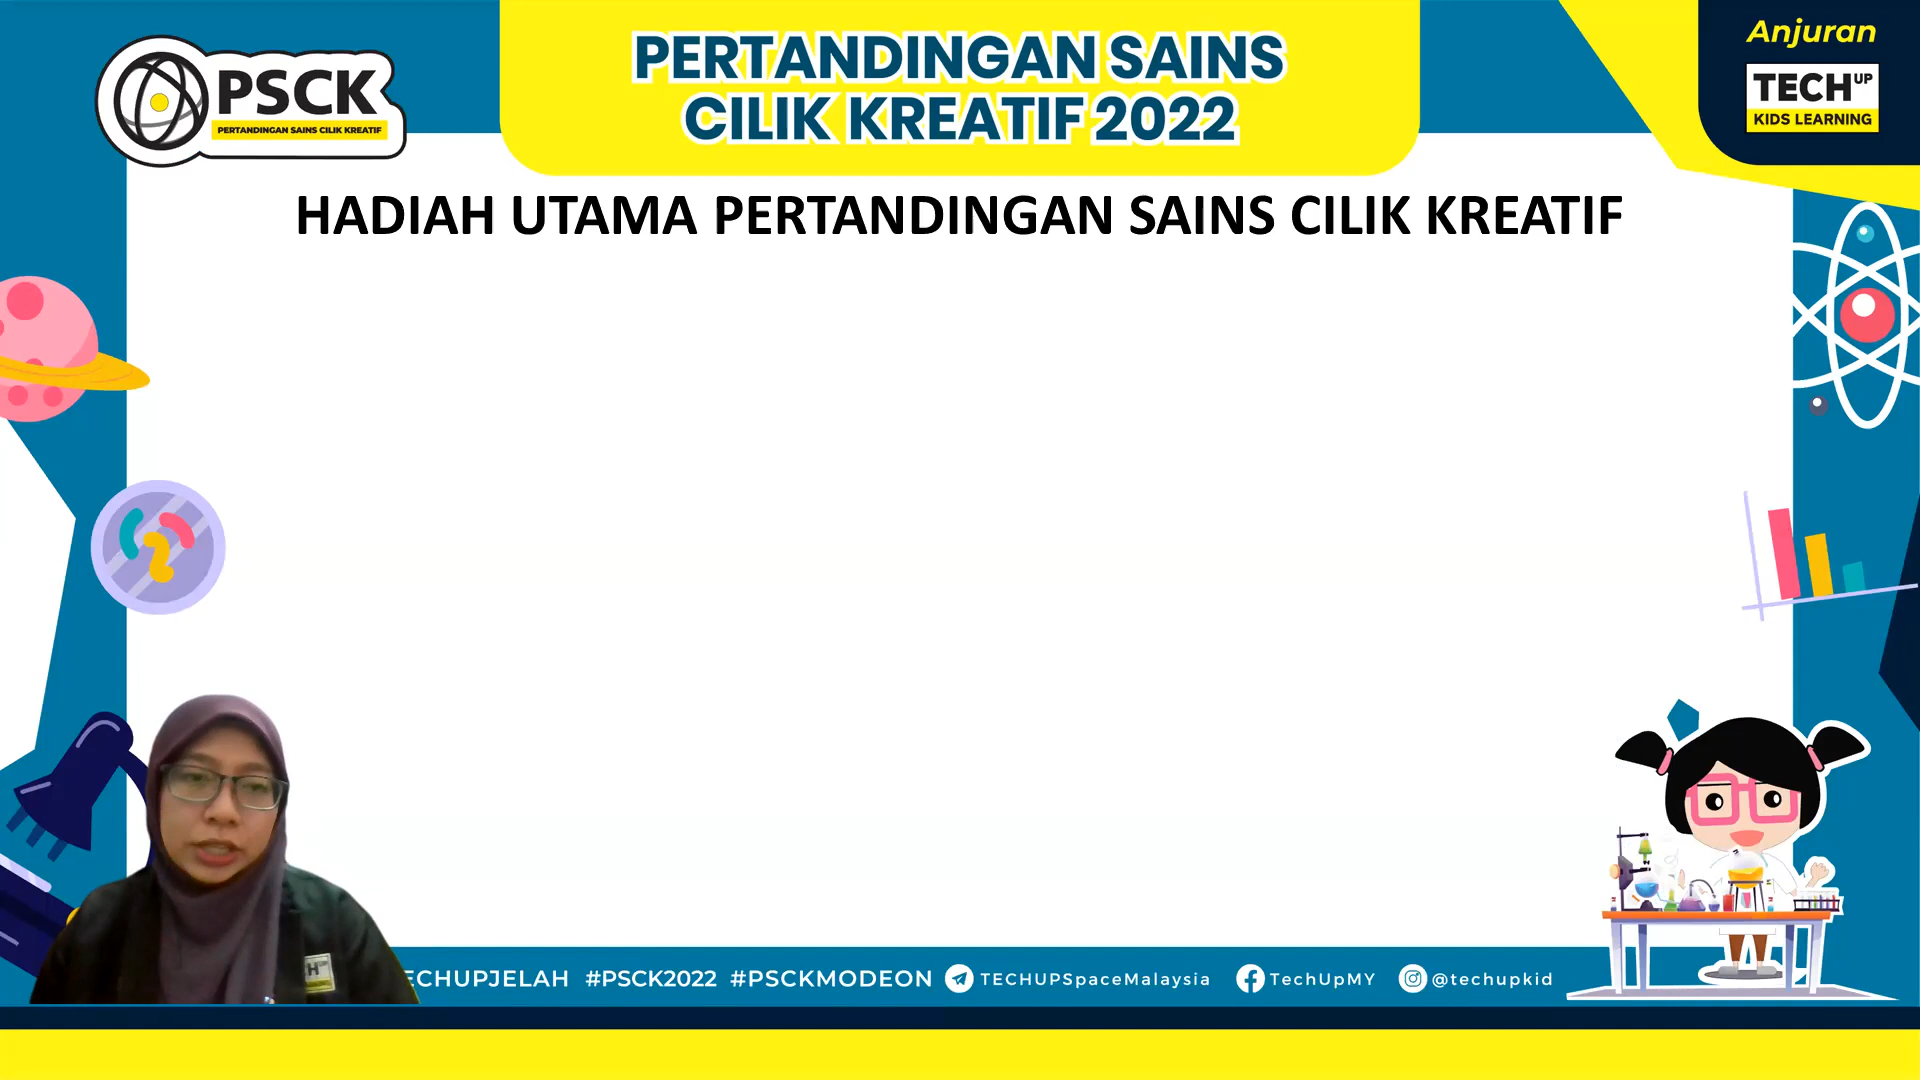 PSCK
PERTANDINGAN SAINS CILIK KREATIF
PERTANDINGAN SAINS
CILIK KREATIF 2022
Anjuran
TECH UP
KIDS LEARNING
HADIAH UTAMA PERTANDINGAN SAINS CILIK KREATIF
ECHUPJELAH #PSCK2022 #PSCKMODEON TECHUPSpaceMalaysia TechUpMY @techupkid